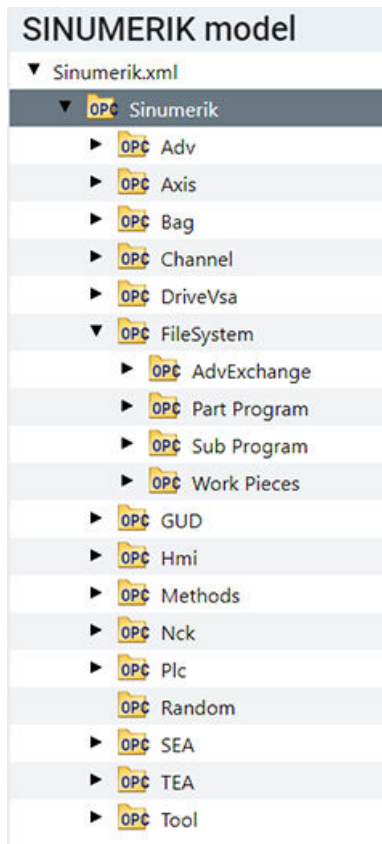 SINUMERIK model
Sinumerik.xml
OPC Sinumerik
OPC Adv
OPC Axis
OPC Bag
OPC Channel
OPC DriveVsa
OPC FileSystem
OPC AdvExchange
OPC Part Program
OPC Sub Program
OPC Work Pieces
OPC GUD
OPC Hmi
OPC Methods
OPC Nck
OPC Plc
OPC Random
OPC SEA
OPC TEA
OPC Tool